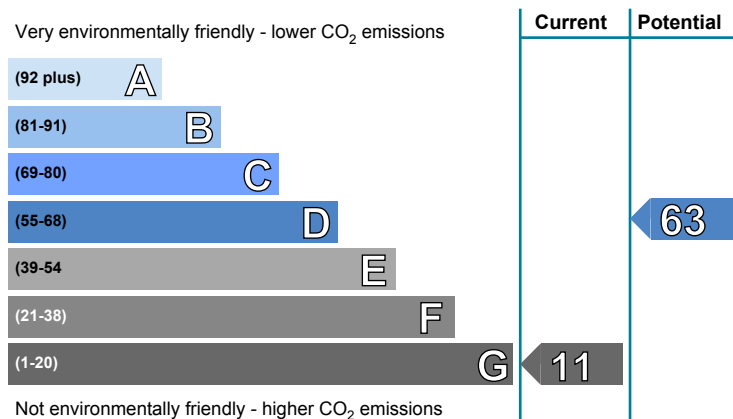 Current Potential
Very environmentally friendly - lower CO₂ emissions
(92 plus) A
(81-91) B
(69-80) C
(55-68) D 63
(39-54 E
(21-38) F
(1-20) G 11
Not environmentally friendly - higher CO₂ emissions